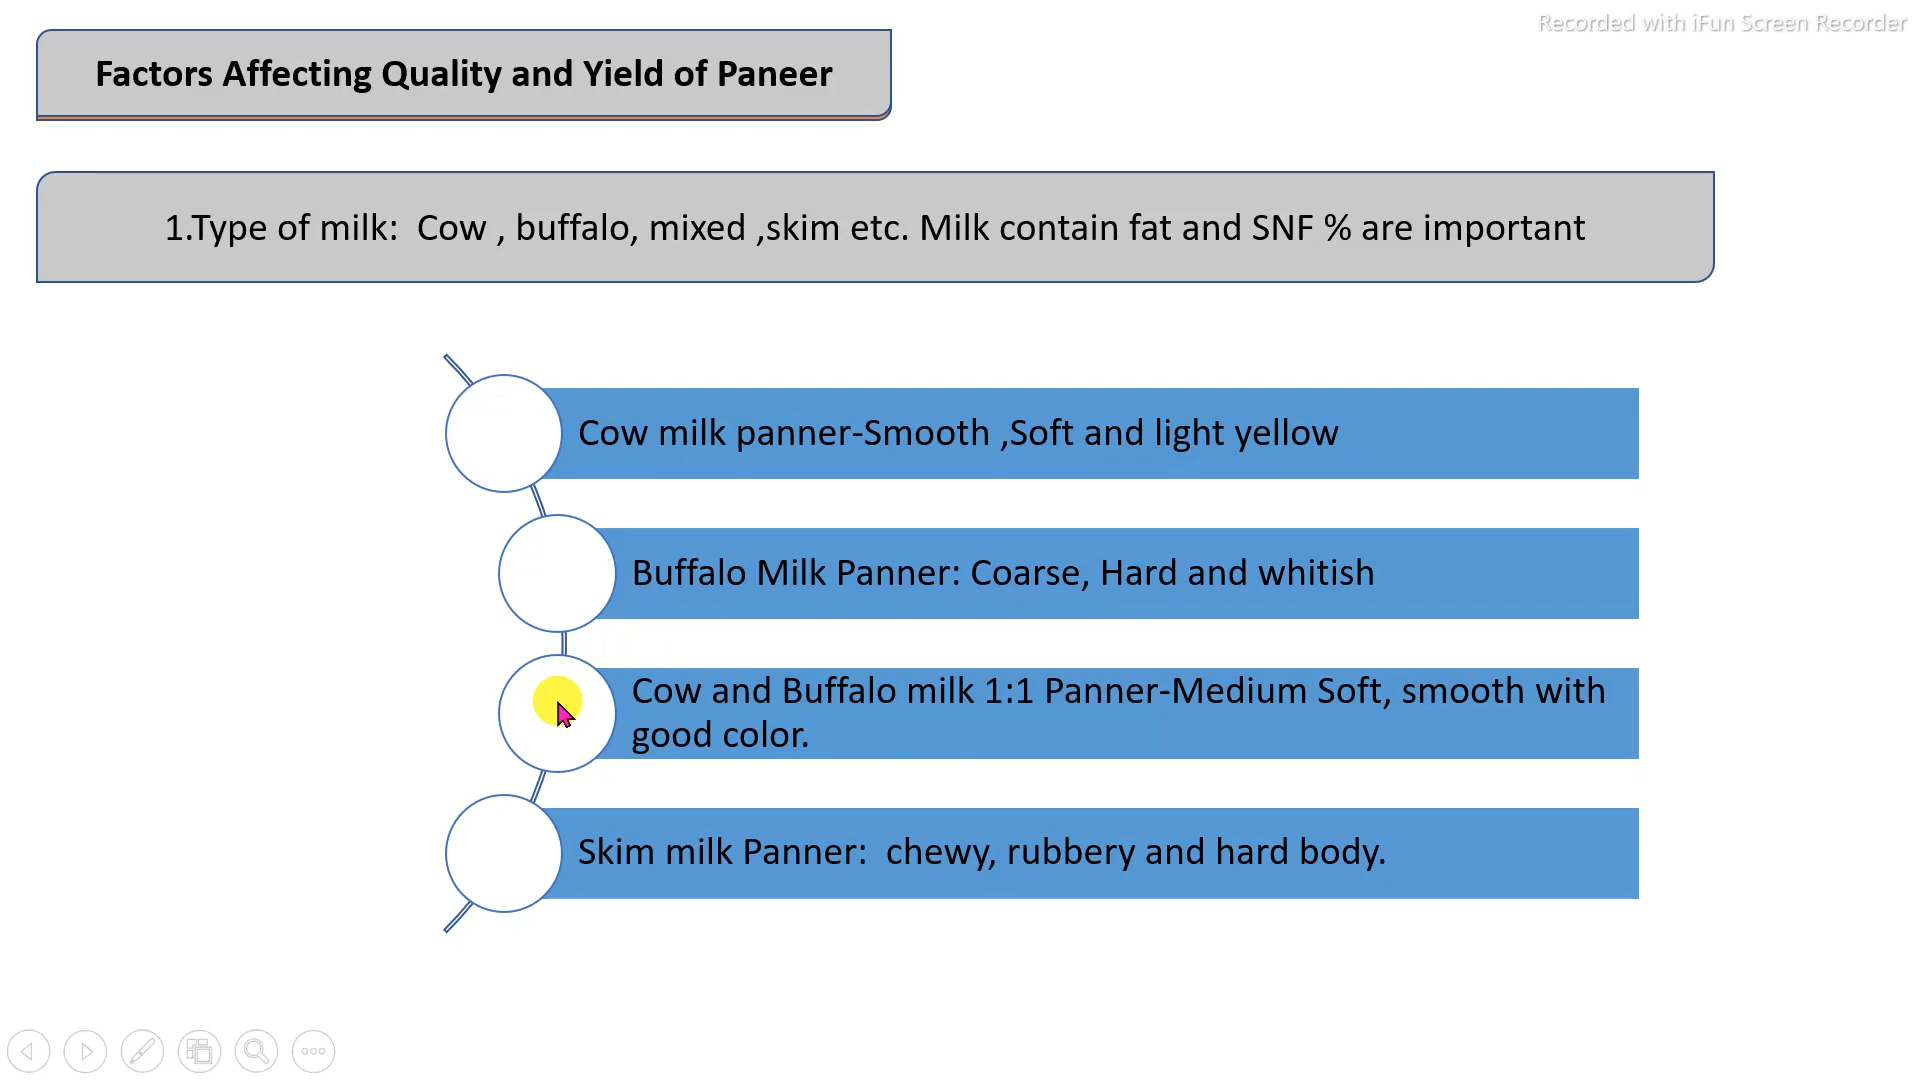 Recorded with iFun Screen Recorder
Factors Affecting Quality and Yield of Paneer
1.Type of milk:  Cow , buffalo, mixed ,skim etc. Milk contain fat and SNF % are important
Cow milk panner-Smooth ,Soft and light yellow
Buffalo Milk Panner: Coarse, Hard and whitish
Cow and Buffalo milk 1:1 Panner-Medium Soft, smooth with
good color.
Skim milk Panner:  chewy, rubbery and hard body.